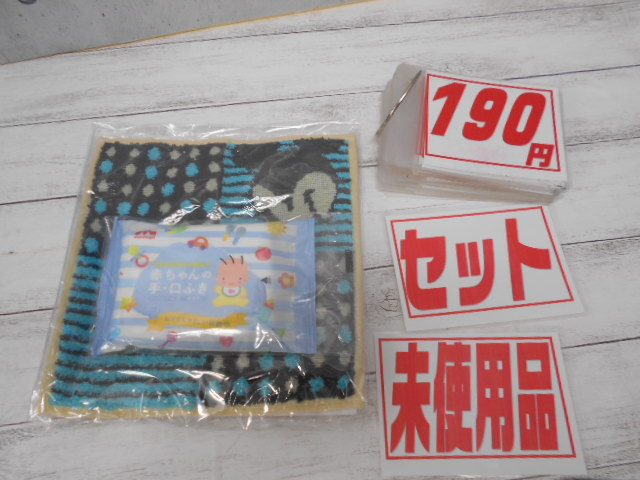 190円
セット
未使用品
赤ちゃんの
手・口ふき